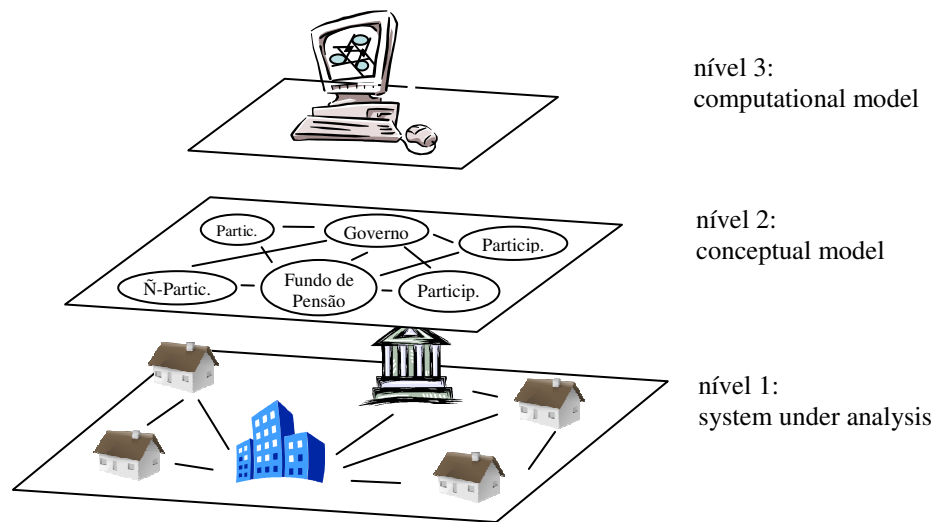 nível 3:
computational model
Partic.
Governo
Particip.
Ñ-Partic.
Fundo de
Pensão
Particip.
nível 2:
conceptual model
nível 1:
system under analysis